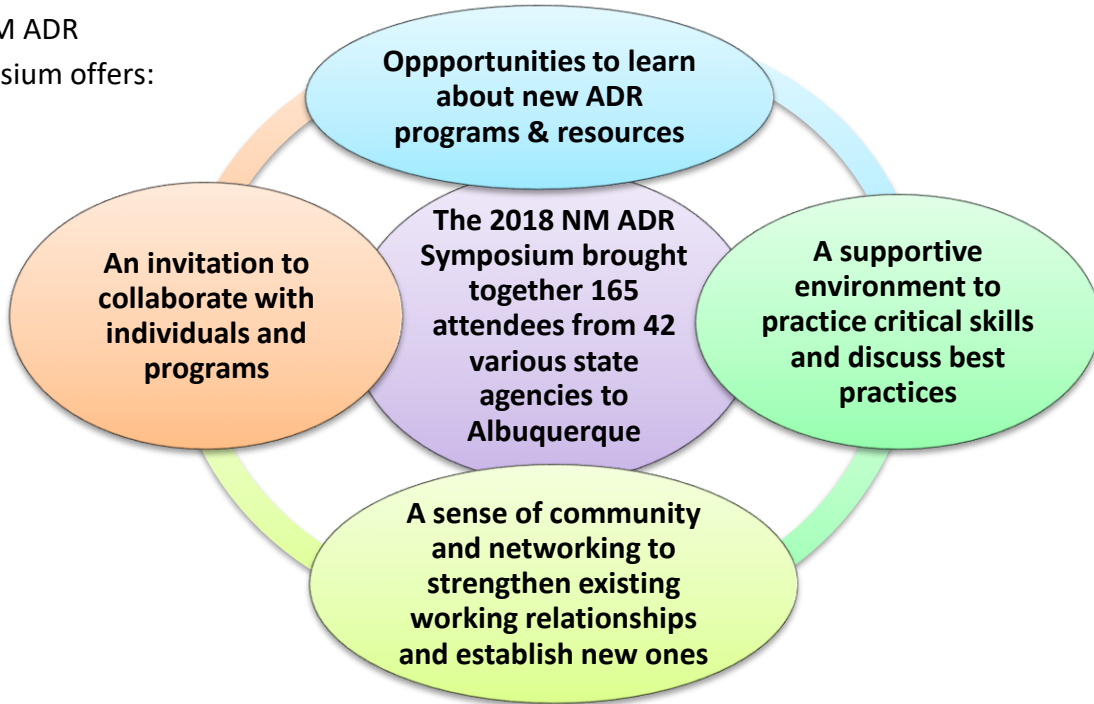 M ADR
sium offers:
Oppportunities to learn
about new ADR
programs & resources
The 2018 NM ADR
Symposium brought
together 165
attendees from 42
various state
agencies to
Albuquerque
An invitation to
collaborate with
individuals and
programs
A supportive
environment to
practice critical skills
and discuss best
practices
A sense of community
and networking to
strengthen existing
working relationships
and establish new ones